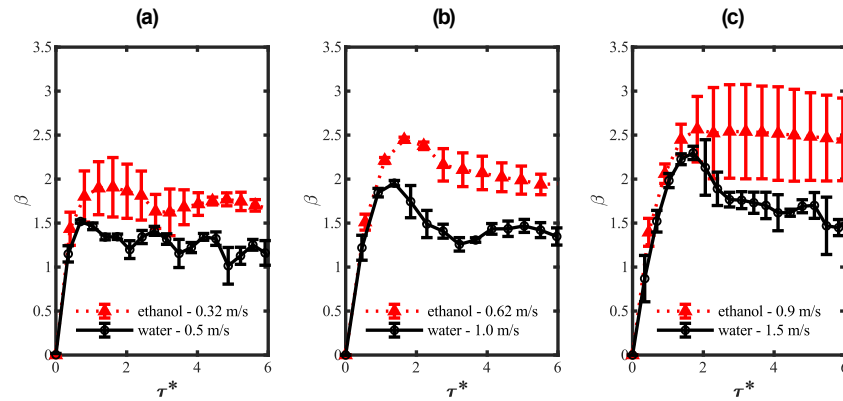 (a)
(b)
(c)
3.5
3
2.5
2
1.5
1
0.5
0
β
0 2 4 6
τ*
ethanol - 0.32 m/s
water - 0.5 m/s
3.5
3
2.5
2
1.5
1
0.5
0
β
0 2 4 6
τ*
ethanol - 0.62 m/s
water - 1.0 m/s
3.5
3
2.5
2
1.5
1
0.5
0
β
0 2 4 6
τ*
ethanol - 0.9 m/s
water - 1.5 m/s